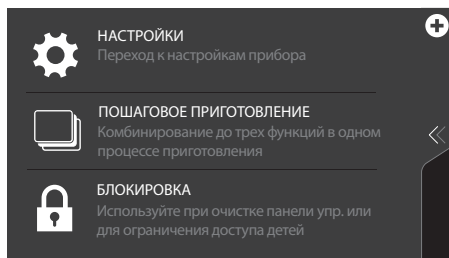 НАСТРОЙКИ
Переход к настройкам прибора
ПОШАГОВОЕ ПРИГОТОВЛЕНИЕ
Комбинирование до трех функций в одном
процессе приготовления
БЛОКИРОВКА
Используйте при очистке панели упр. или
для ограничения доступа детей